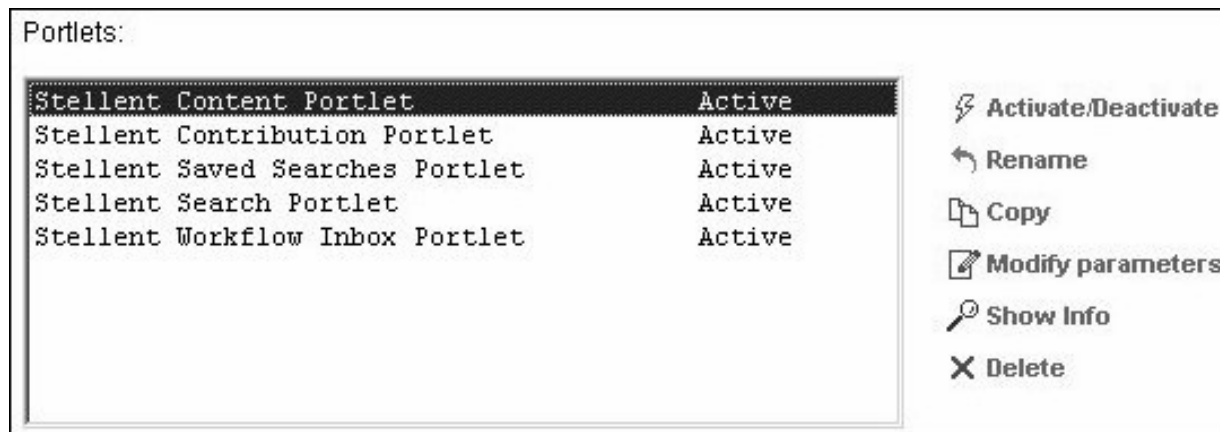 Portlets:
Stellent Content Portlet Active
Stellent Contribution Portlet Active
Stellent Saved Searches Portlet Active
Stellent Search Portlet Active
Stellent Workflow Inbox Portlet Active
Activate/Deactivate
Rename
Copy
Modify parameters
Show Info
Delete